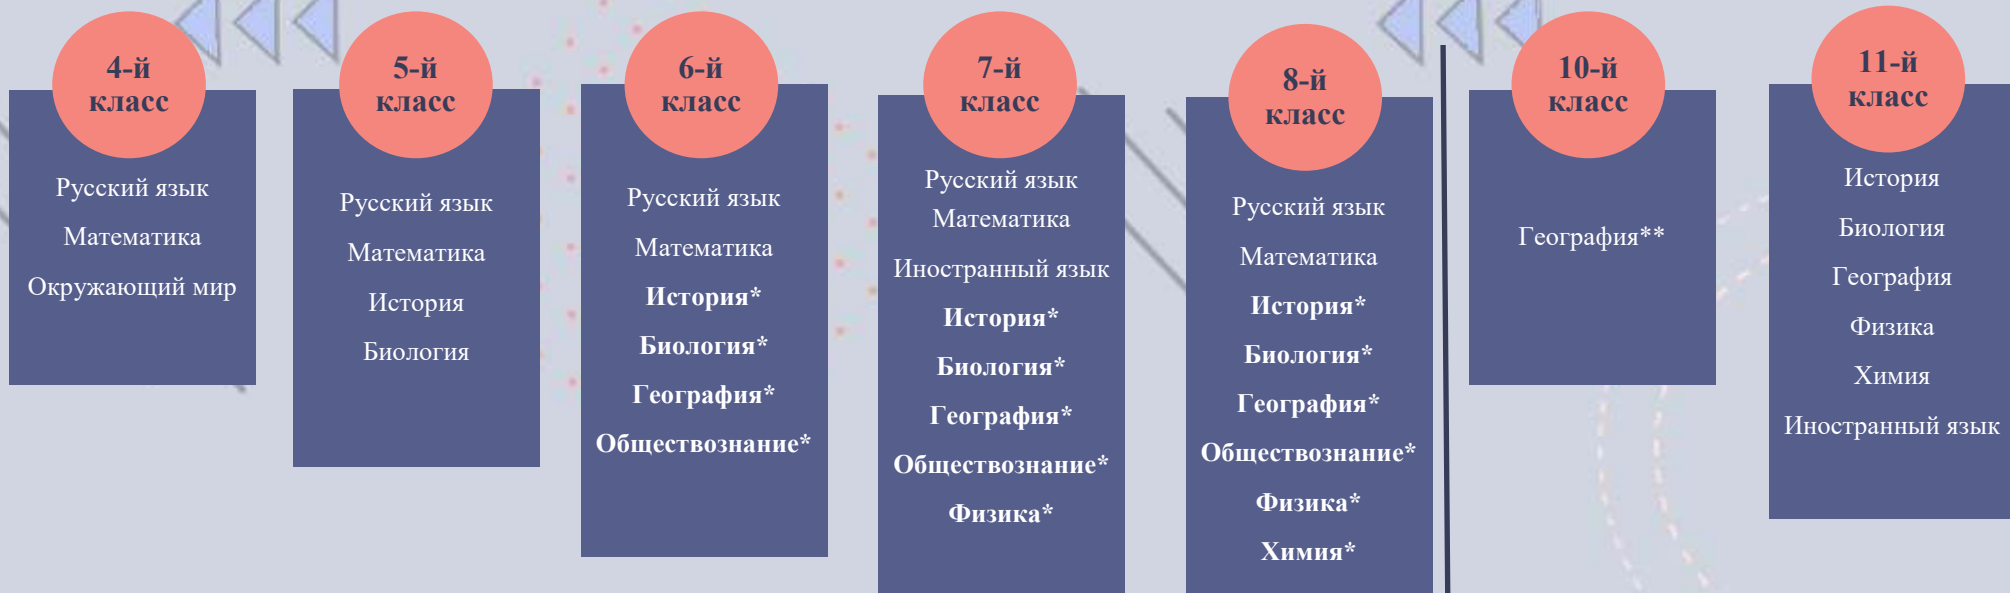 4-й
класс
Русский язык
Математика
Окружающий мир
5-й
класс
Русский язык
Математика
История
Биология
6-й
класс
Русский язык
Математика
История*
Биология*
География*
Обществознание*
7-й
класс
Русский язык
Математика
Иностранный язык
История*
Биология*
География*
Обществознание*
Физика*
8-й
класс
Русский язык
Математика
История*
Биология*
География*
Обществознание*
Физика*
Химия*
10-й
класс
География**
11-й
класс
История
Биология
География
Физика
Химия
Иностранный язык